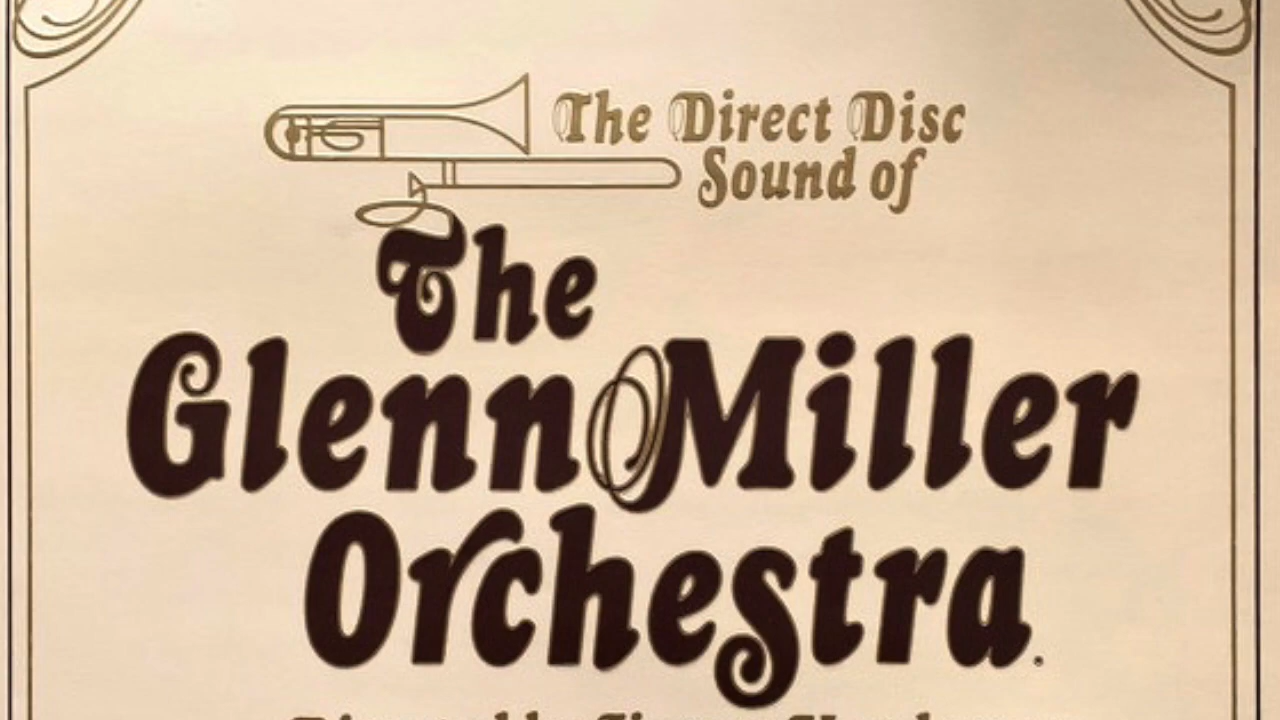 The Direct Disc
Sound of
The
Glenn Miller
Orchestra.